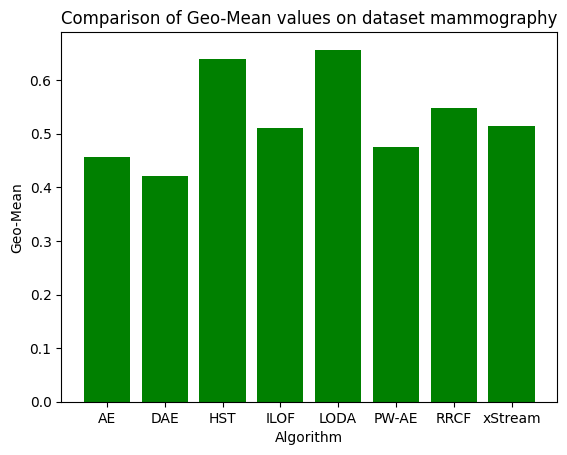 Comparison of Geo-Mean values on dataset mammography
0.6
0.5
0.4
0.3
0.2
0.1
0.0
Geo-Mean
AE DAE HST ILOF LODA PW-AE RRCF xStream
Algorithm